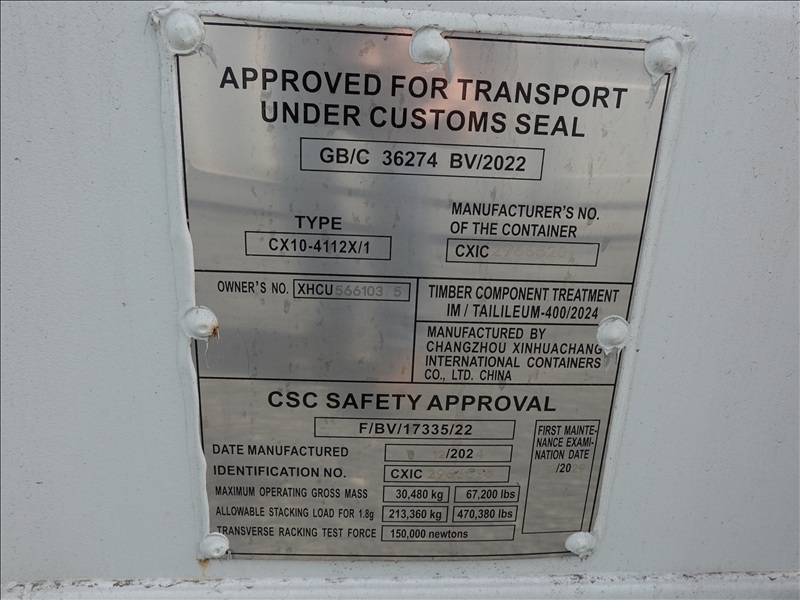 APPROVED FOR TRANSPORT
UNDER CUSTOMS SEAL
GB/C 36274 BV/2022
TYPE
CX10-4112X/1
MANUFACTURER'S NO.
OF THE CONTAINER
CXIC
OWNER'S NO. XHCU
TIMBER COMPONENT TREATMENT
IM / TAILILEUM-400/2024
MANUFACTURED BY
CHANGZHOU XINHUACHANG
INTERNATIONAL CONTAINERS
CO., LTD. CHINA
CSC SAFETY APPROVAL
F/BV/17335/22
DATE MANUFACTURED 12/2024
IDENTIFICATION NO. CXIC
MAXIMUM OPERATING GROSS MASS 30,480 kg 67,200 lbs
ALLOWABLE STACKING LOAD FOR 1.8g 213,360 kg 470,380 lbs
TRANSVERSE RACKING TEST FORCE 150,000 newtons
FIRST MAINTE-
NANCE EXAMI-
NATION DATE